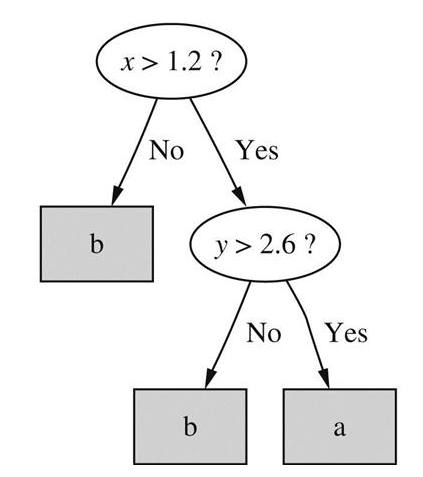 x > 1.2 ?
No Yes
b
y > 2.6 ?
No Yes
b
a